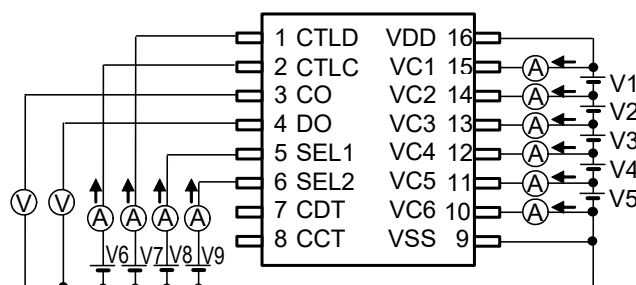 1 CTLD VDD 16
2 CTLC VC1 15 A
3 CO VC2 14 A
4 DO VC3 13 A
5 SEL1 VC4 12 A
6 SEL2 VC5 11 A
7 CDT VC6 10 A
8 CCT VSS 9
V1
V2
V3
V4
V5
V V A A A A
V6 V7 V8 V9